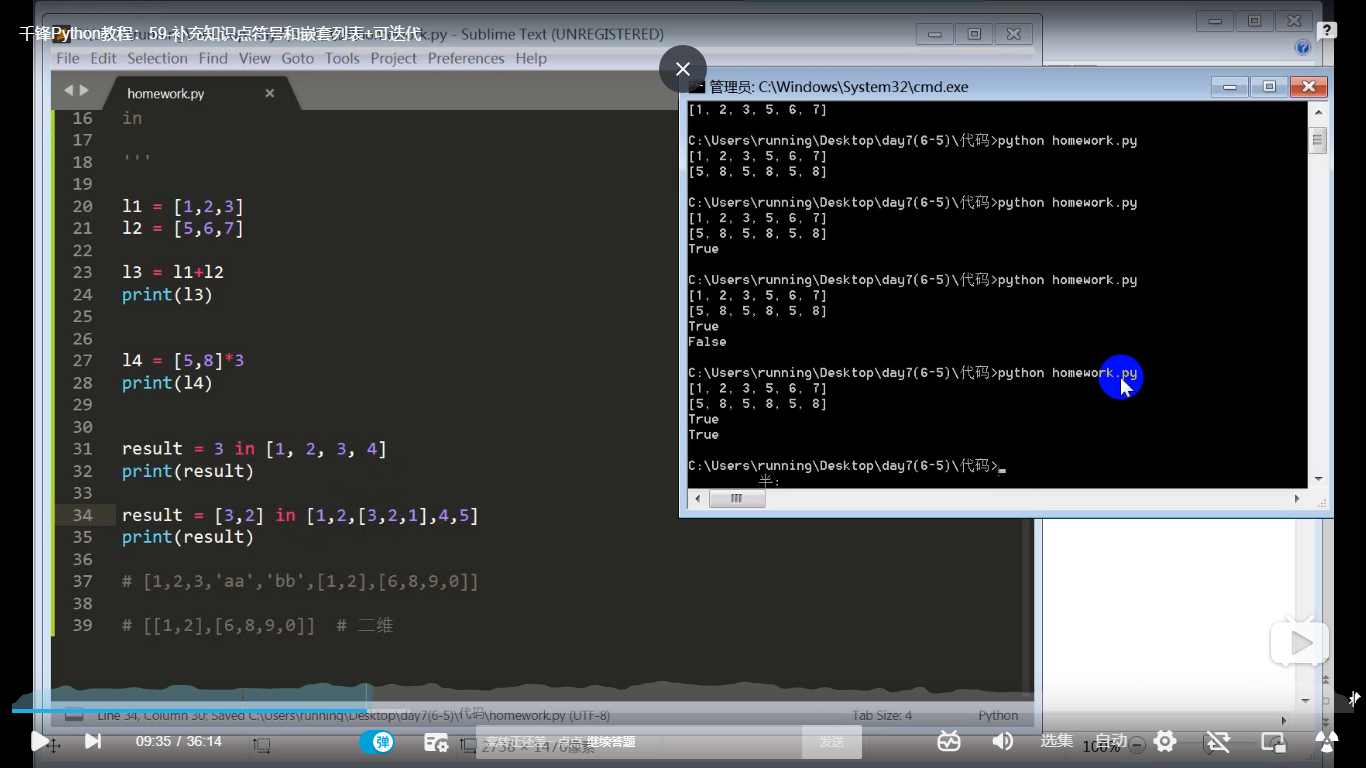 千锋Python教程：59.补充知识点符号和嵌套列表+可迭代
k.py - Sublime Text (UNREGISTERED)
File Edit Selection Find View Goto Tools Project Preferences Help
homework.py
管理员: C:\Windows\System32\cmd.exe
16 in
17
18 '''
19
20 l1 = [1,2,3]
21 l2 = [5,6,7]
22
23 l3 = l1+l2
24 print(l3)
25
26
27 l4 = [5,8]*3
28 print(l4)
29
30
31 result = 3 in [1, 2, 3, 4]
32 print(result)
33
34 result = [3,2] in [1,2,[3,2,1],4,5]
35 print(result)
36
37 # [1,2,3,'aa','bb',[1,2],[6,8,9,0]]
38
39 # [[1,2],[6,8,9,0]]  # 二维
[1, 2, 3, 5, 6, 7]
C:\Users\running\Desktop\day7(6-5)\代码>python homework.py
[1, 2, 3, 5, 6, 7]
[5, 8, 5, 8, 5, 8]
C:\Users\running\Desktop\day7(6-5)\代码>python homework.py
[1, 2, 3, 5, 6, 7]
[5, 8, 5, 8, 5, 8]
True
C:\Users\running\Desktop\day7(6-5)\代码>python homework.py
[1, 2, 3, 5, 6, 7]
[5, 8, 5, 8, 5, 8]
True
False
C:\Users\running\Desktop\day7(6-5)\代码>python homework.py
[1, 2, 3, 5, 6, 7]
[5, 8, 5, 8, 5, 8]
True
True
C:\Users\running\Desktop\day7(6-5)\代码>
半:
Line 34, Column 30; Saved C:\Users\running\Desktop\day7(6-5)\代码\homework.py (UTF-8)
Tab Size: 4
Python
09:35 / 36:14
弹
继续答题
发送
选集
自动
100%